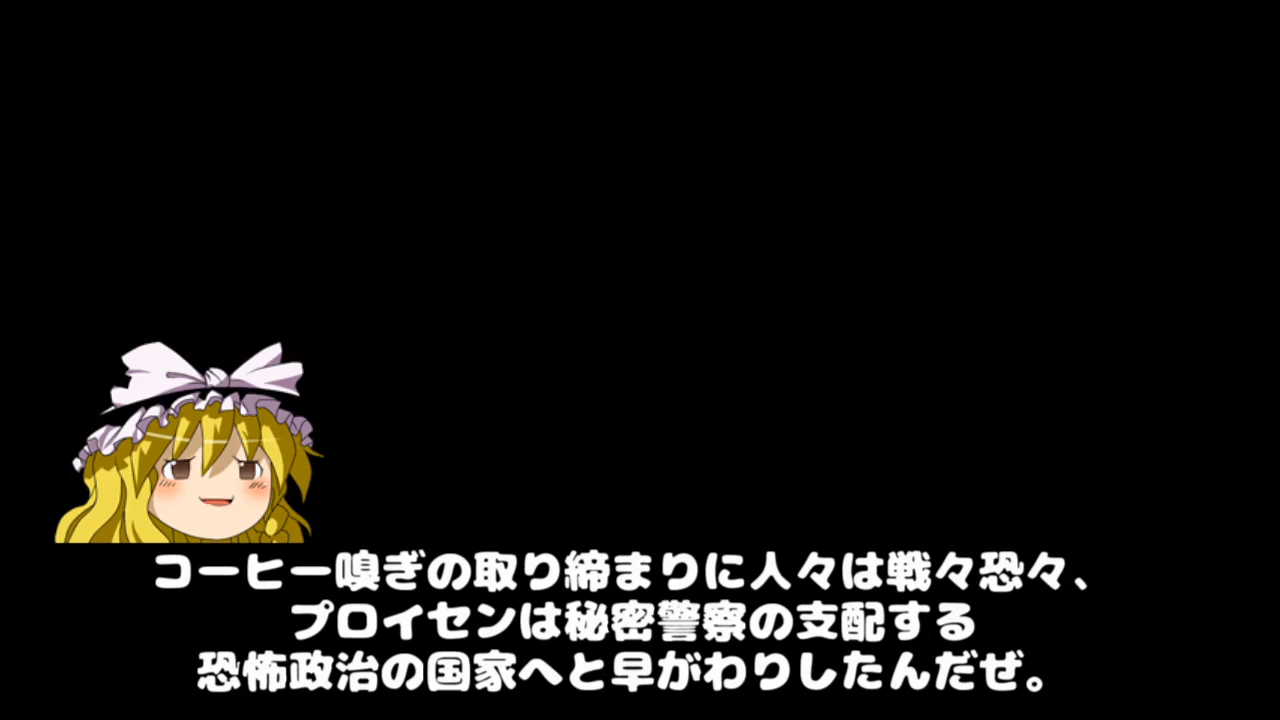 コーヒー嗅ぎの取り締まりに人々は戦々恐々、
プロイセンは秘密警察の支配する
恐怖政治の国家へと早がわりしたんだぜ。